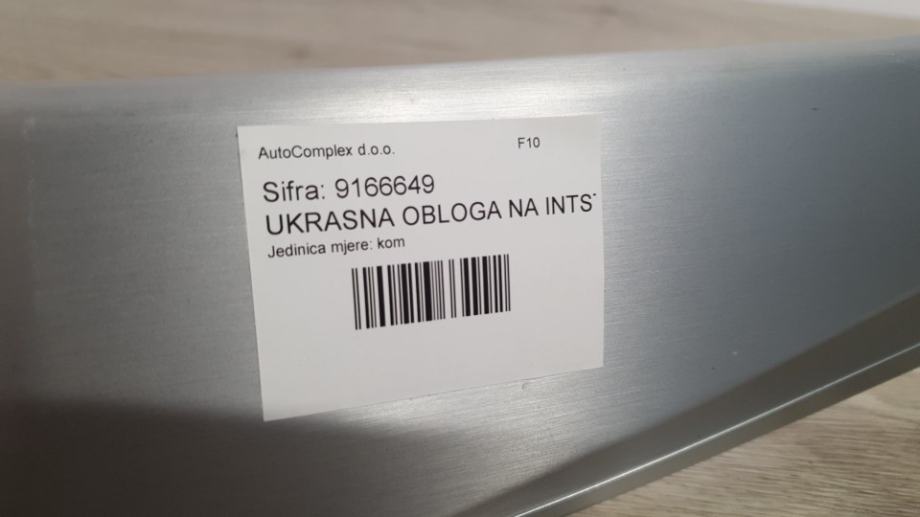 AutoComplex d.o.o. F10
Sifra: 9166649
UKRASNA OBLOGA NA INTS
Jedinica mjere: kom